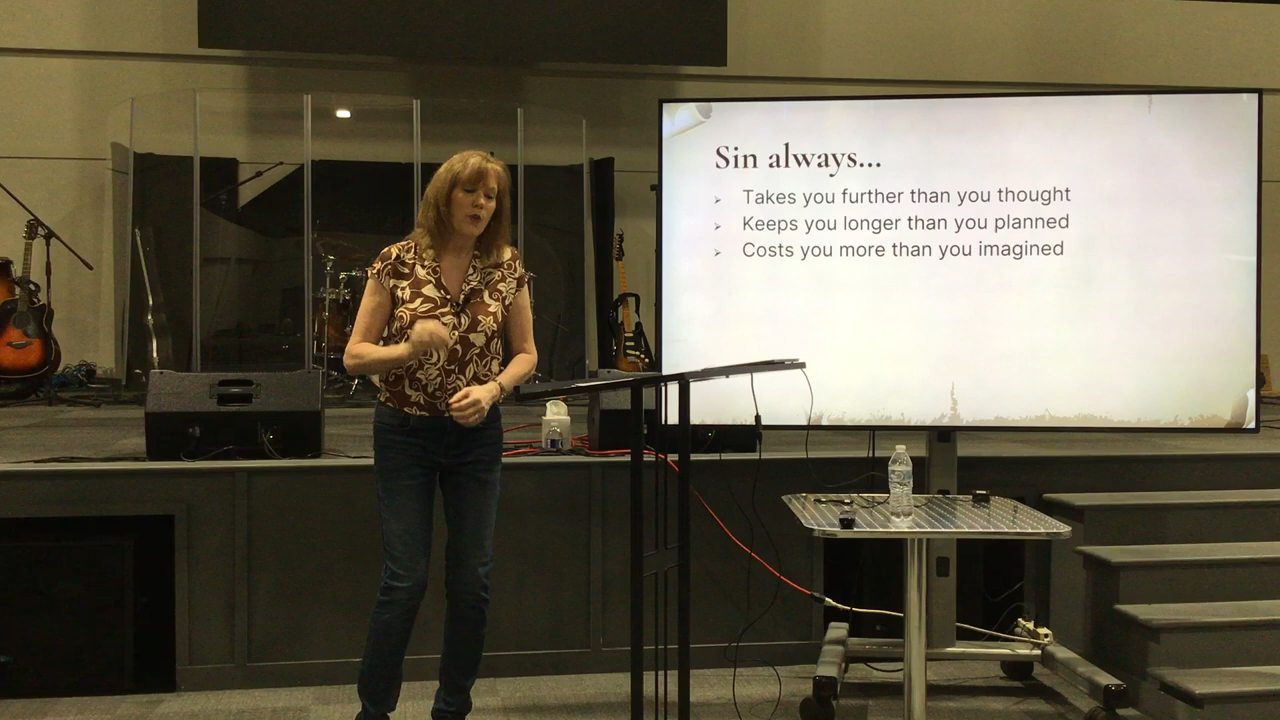 Sin always...
Takes you further than you thought
Keeps you longer than you planned
Costs you more than you imagined